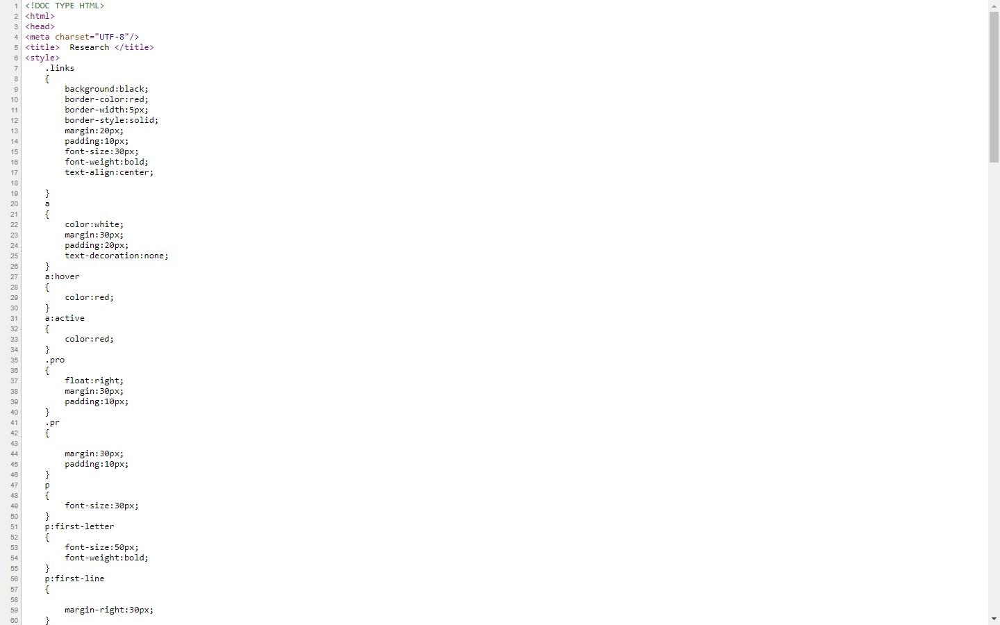 1 <!DOC TYPE HTML>
2 <html>
3 <head>
4 <meta charset="UTF-8"/>
5 <title>  Research </title>
6 <style>
7     .links
8     {
9         background:black;
10         border-color:red;
11         border-width:5px;
12         border-style:solid;
13         margin:20px;
14         padding:10px;
15         font-size:30px;
16         font-weight:bold;
17         text-align:center;
18
19     }
20     a
21     {
22         color:white;
23         margin:30px;
24         padding:20px;
25         text-decoration:none;
26     }
27     a:hover
28     {
29         color:red;
30     }
31     a:active
32     {
33         color:red;
34     }
35     .pro
36     {
37         float:right;
38         margin:30px;
39         padding:10px;
40     }
41     .pr
42     {
43
44         margin:30px;
45         padding:10px;
46     }
47     p
48     {
49         font-size:30px;
50     }
51     p:first-letter
52     {
53         font-size:50px;
54         font-weight:bold;
55     }
56     p:first-line
57     {
58
59         margin-right:30px;
60     }